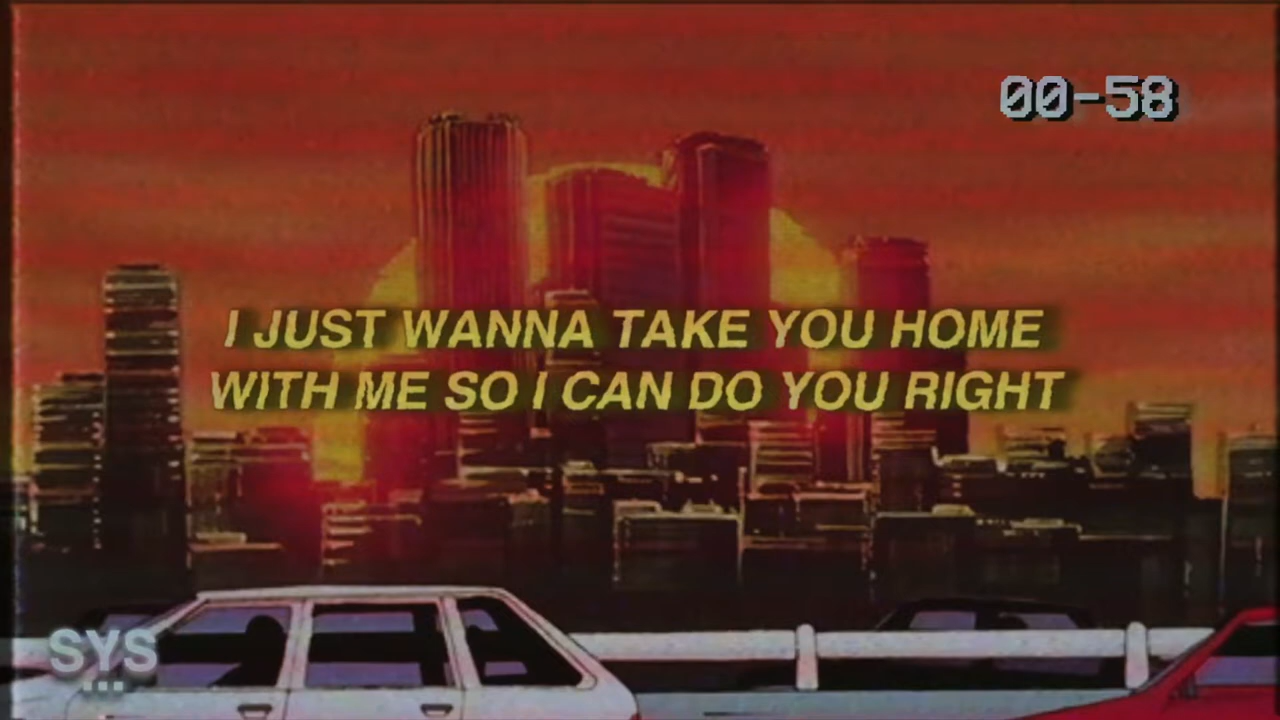 00-58
I JUST WANNA TAKE YOU HOME
WITH ME SO I CAN DO YOU RIGHT
SYS
...